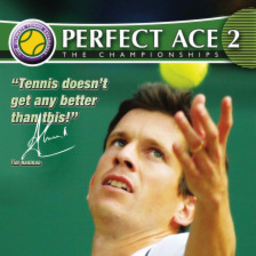 PERFECT ACE 2
THE CHAMPIONSHIPS
“Tennis doesn't
get any better
than this!”
Tim Henman